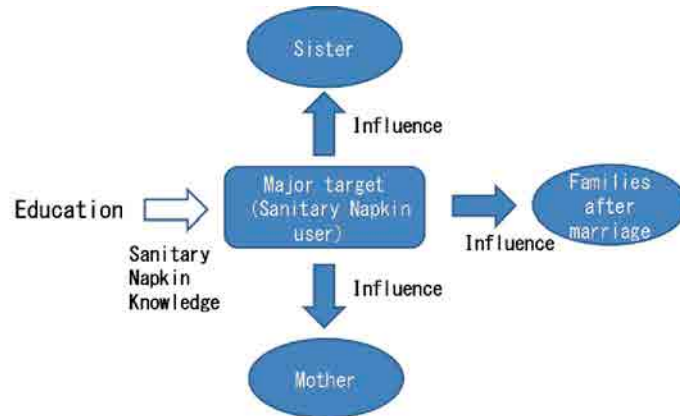 Sister
Influence
Major target
(Sanitary Napkin
user)
Education
Sanitary
Napkin
Knowledge
Influence
Families
after
marriage
Influence
Mother